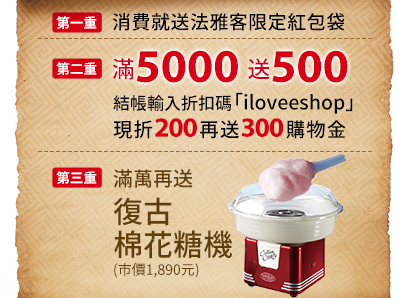 第一重 消費就送法雅客限定紅包袋
第二重 滿5000 送500
結帳輸入折扣碼「iloveeshop」
現折200再送300購物金
第三重 滿萬再送
復古
棉花糖機
(市價1,890元)
Cotton
Candy